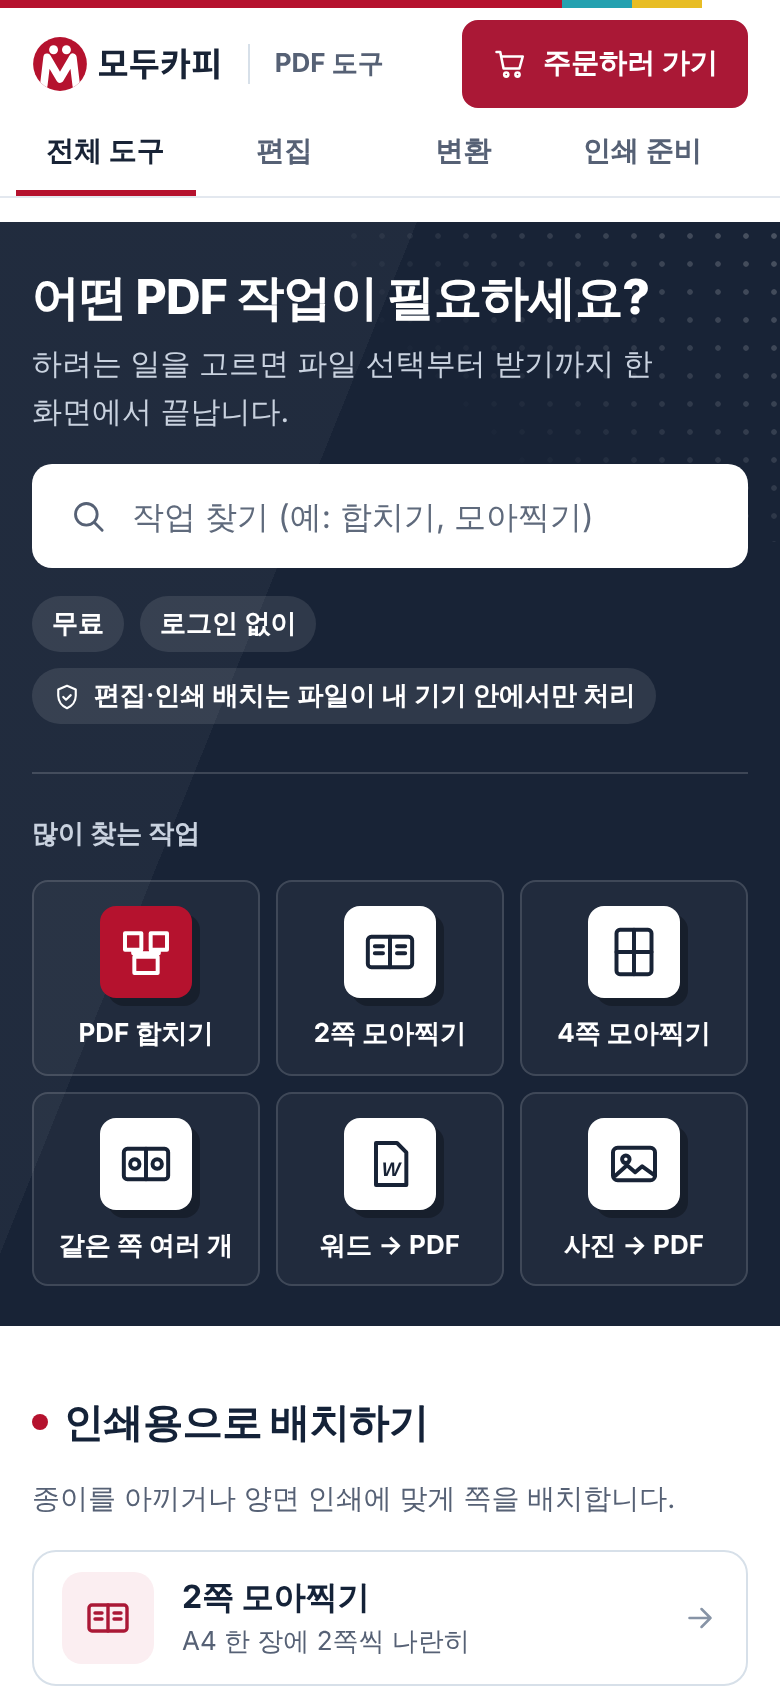 모두카피
PDF 도구
주문하러 가기
전체 도구
편집
변환
인쇄 준비
어떤 PDF 작업이 필요하세요?
하려는 일을 고르면 파일 선택부터 받기까지 한
화면에서 끝납니다.
작업 찾기 (예: 합치기, 모아찍기)
무료
로그인 없이
편집·인쇄 배치는 파일이 내 기기 안에서만 처리
많이 찾는 작업
PDF 합치기
2쪽 모아찍기
4쪽 모아찍기
같은 쪽 여러 개
W
워드 → PDF
사진 → PDF
인쇄용으로 배치하기
종이를 아끼거나 양면 인쇄에 맞게 쪽을 배치합니다.
2쪽 모아찍기
A4 한 장에 2쪽씩 나란히